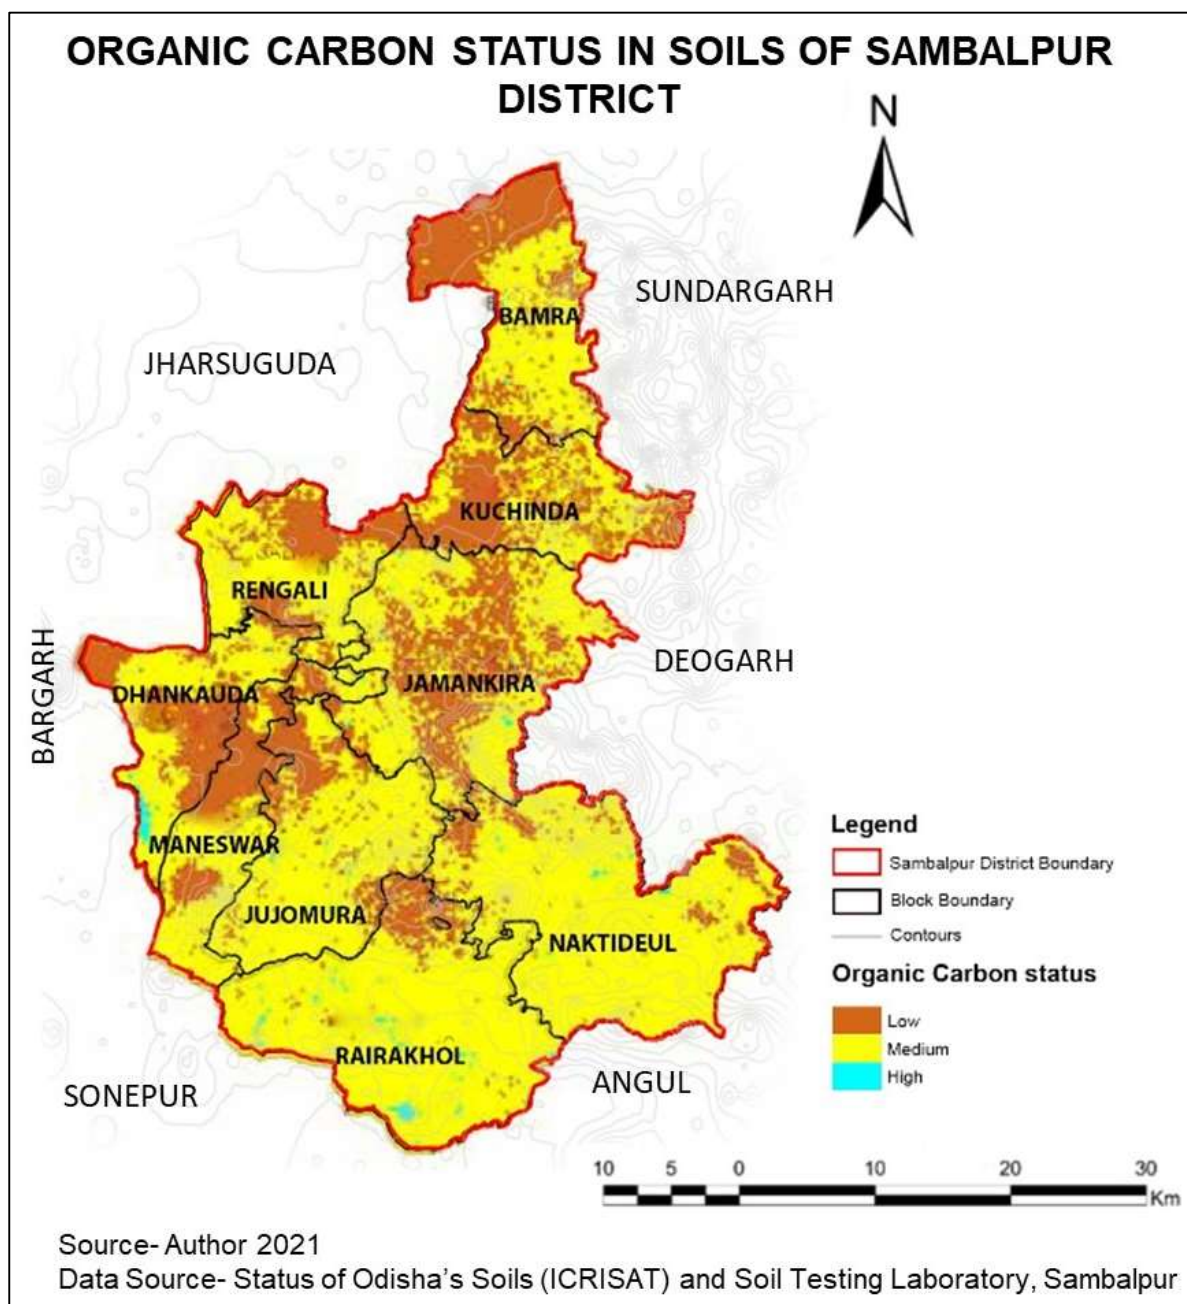 ORGANIC CARBON STATUS IN SOILS OF SAMBALPUR
DISTRICT
N
SUNDARGARH
BAMRA
JHARSUGUDA
KUCHINDA
RENGALI
BARGARH
DEOGARH
DHANKAUDA
JAMANKIRA
MANESWAR
JUJOMURA
NAKTIDEUL
RAIRAKHOL
SONEPUR
ANGUL
Legend
Sambalpur District Boundary
Block Boundary
Contours
Organic Carbon status
Low
Medium
High
10 5 0 10 20 30
Km
Source- Author 2021
Data Source- Status of Odisha's Soils (ICRISAT) and Soil Testing Laboratory, Sambalpur